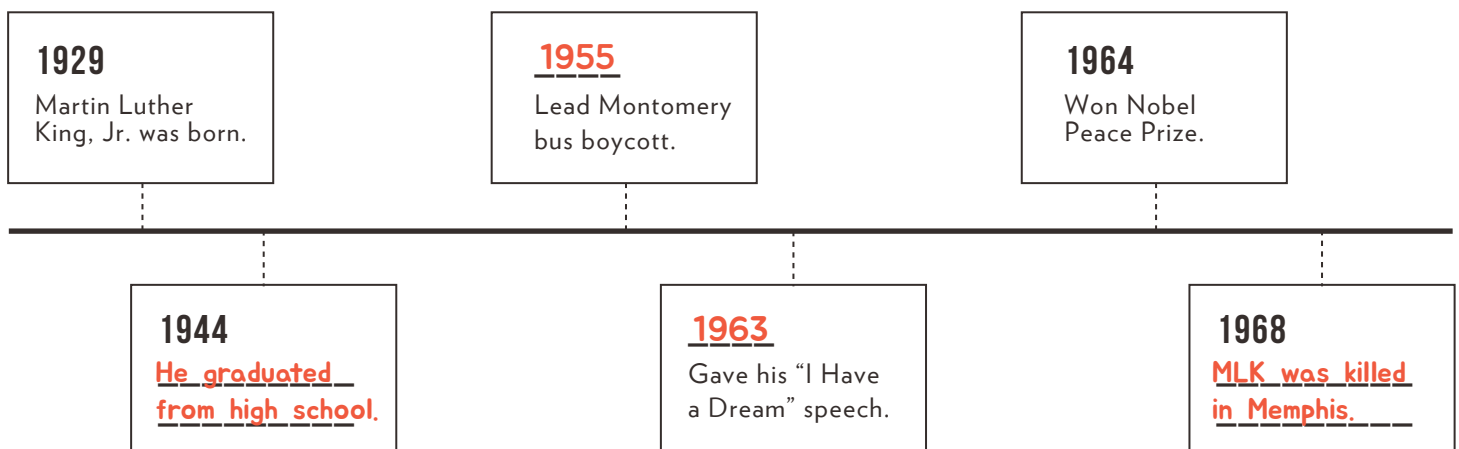 1929
Martin Luther
King, Jr. was born.
1955
Lead Montomery
bus boycott.
1964
Won Nobel
Peace Prize.
1944
He graduated
from high school.
1963
Gave his “I Have
a Dream” speech.
1968
MLK was killed
in Memphis.